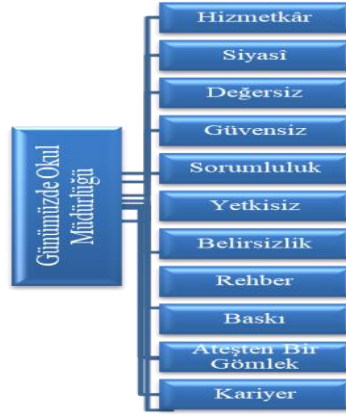 Günümüzde Okul
Müdürlüğü
Hizmetkâr
Siyasî
Değersiz
Güvensiz
Sorumluluk
Yetkisiz
Belirsizlik
Rehber
Baskı
Ateşten Bir
Gömlek
Kariyer